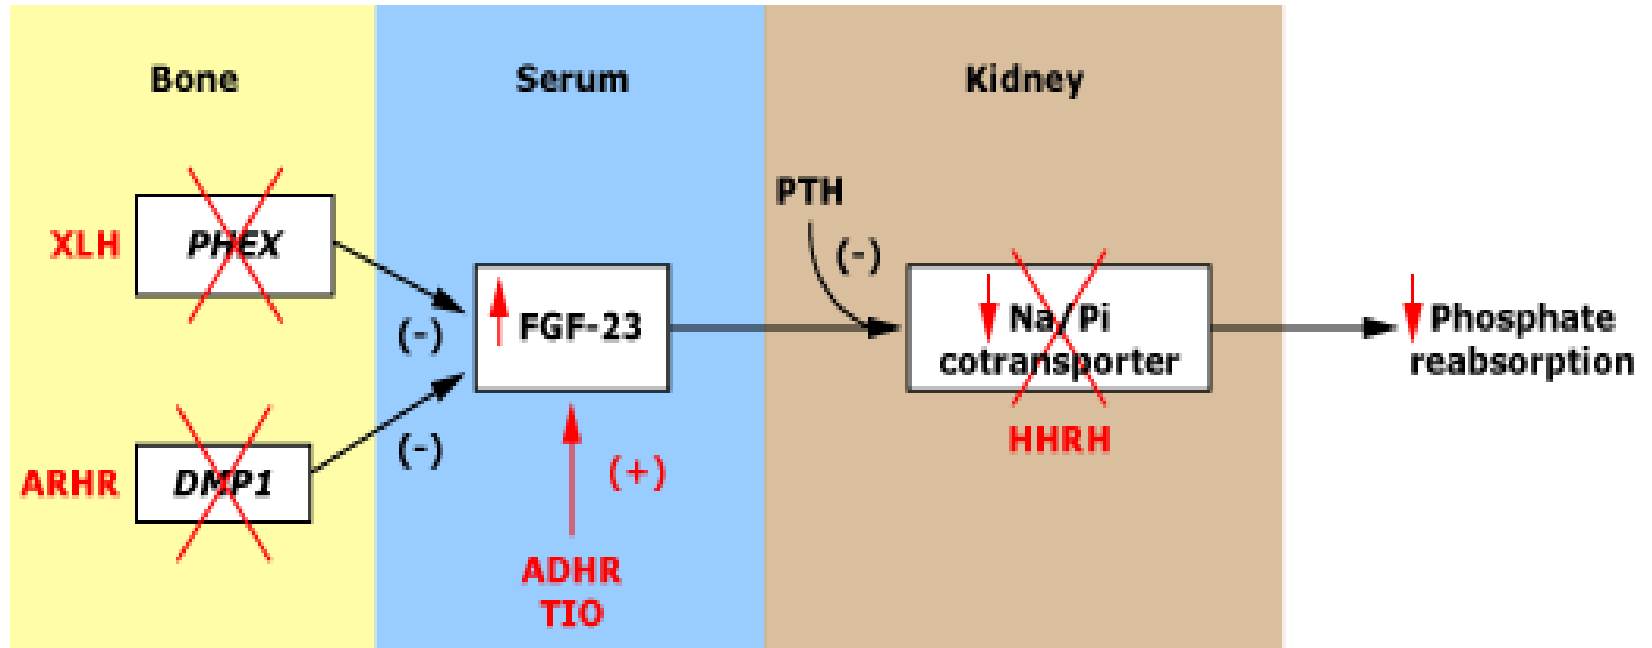 Bone
Serum
Kidney
PTH
(-)
XLH
PHEX
(-)
FGF-23
Na/Pi
cotransporter
Phosphate
reabsorption
HHRH
ARHR
DMP1
(-)
(+)
ADHR
TIO